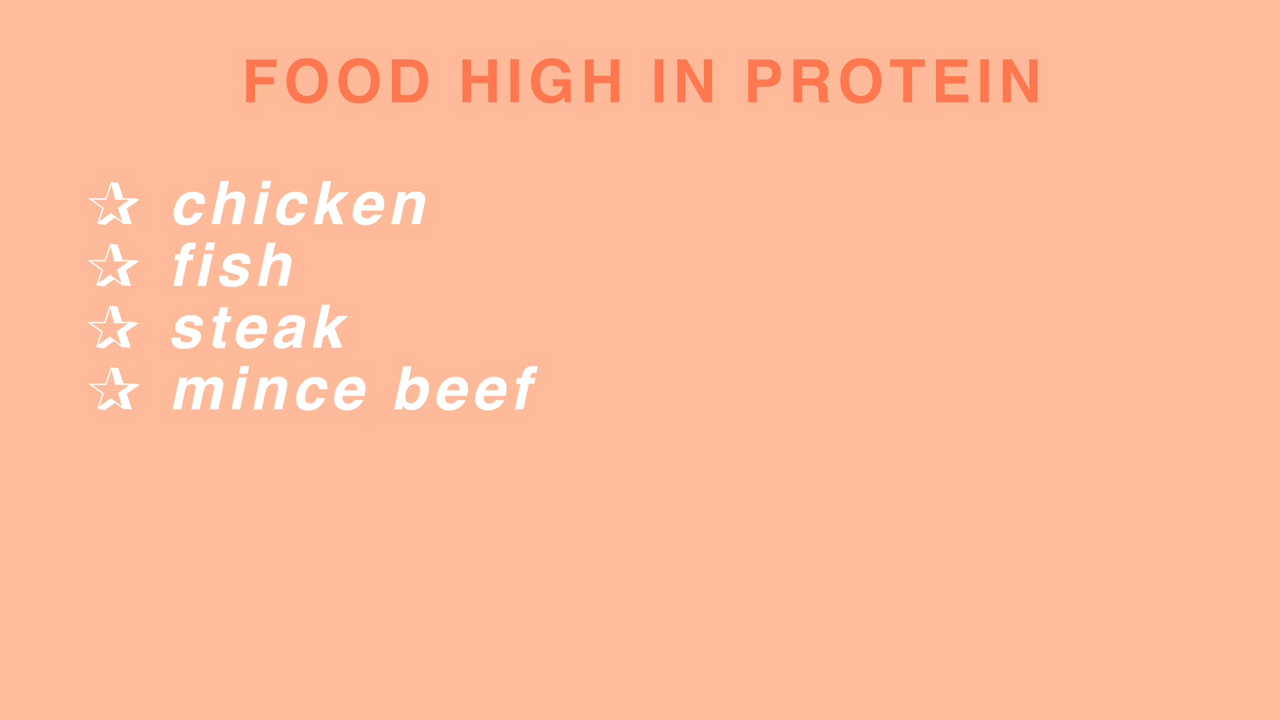 FOOD HIGH IN PROTEIN
☆ chicken
☆ fish
☆ steak
☆ mince beef